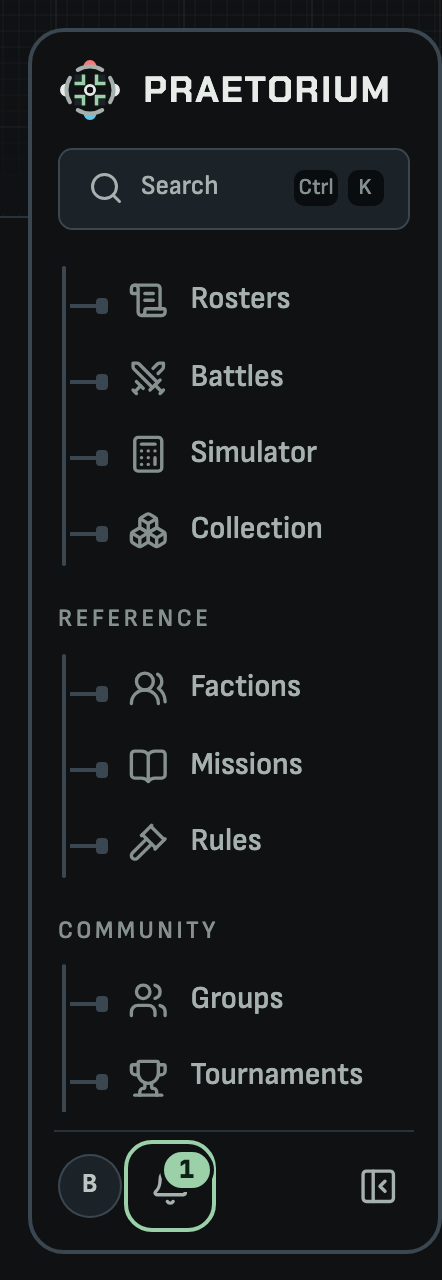 PRAETORIUM
Search Ctrl K
Rosters
Battles
Simulator
Collection
REFERENCE
Factions
Missions
Rules
COMMUNITY
Groups
Tournaments
B 1